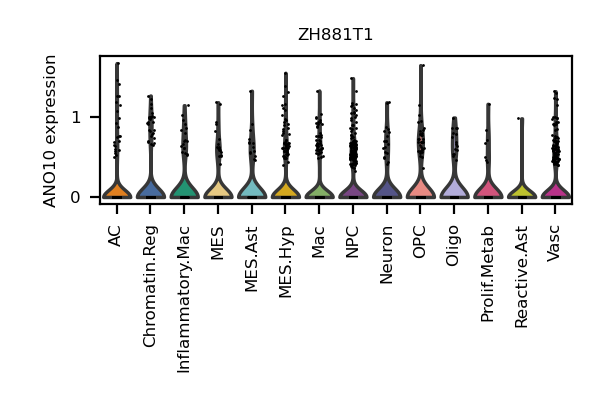 ZH881T1
ANO10 expression
1
0
AC
Chromatin.Reg
Inflammatory.Mac
MES
MES.Ast
MES.Hyp
Mac
NPC
Neuron
OPC
Oligo
Prolif.Metab
Reactive.Ast
Vasc